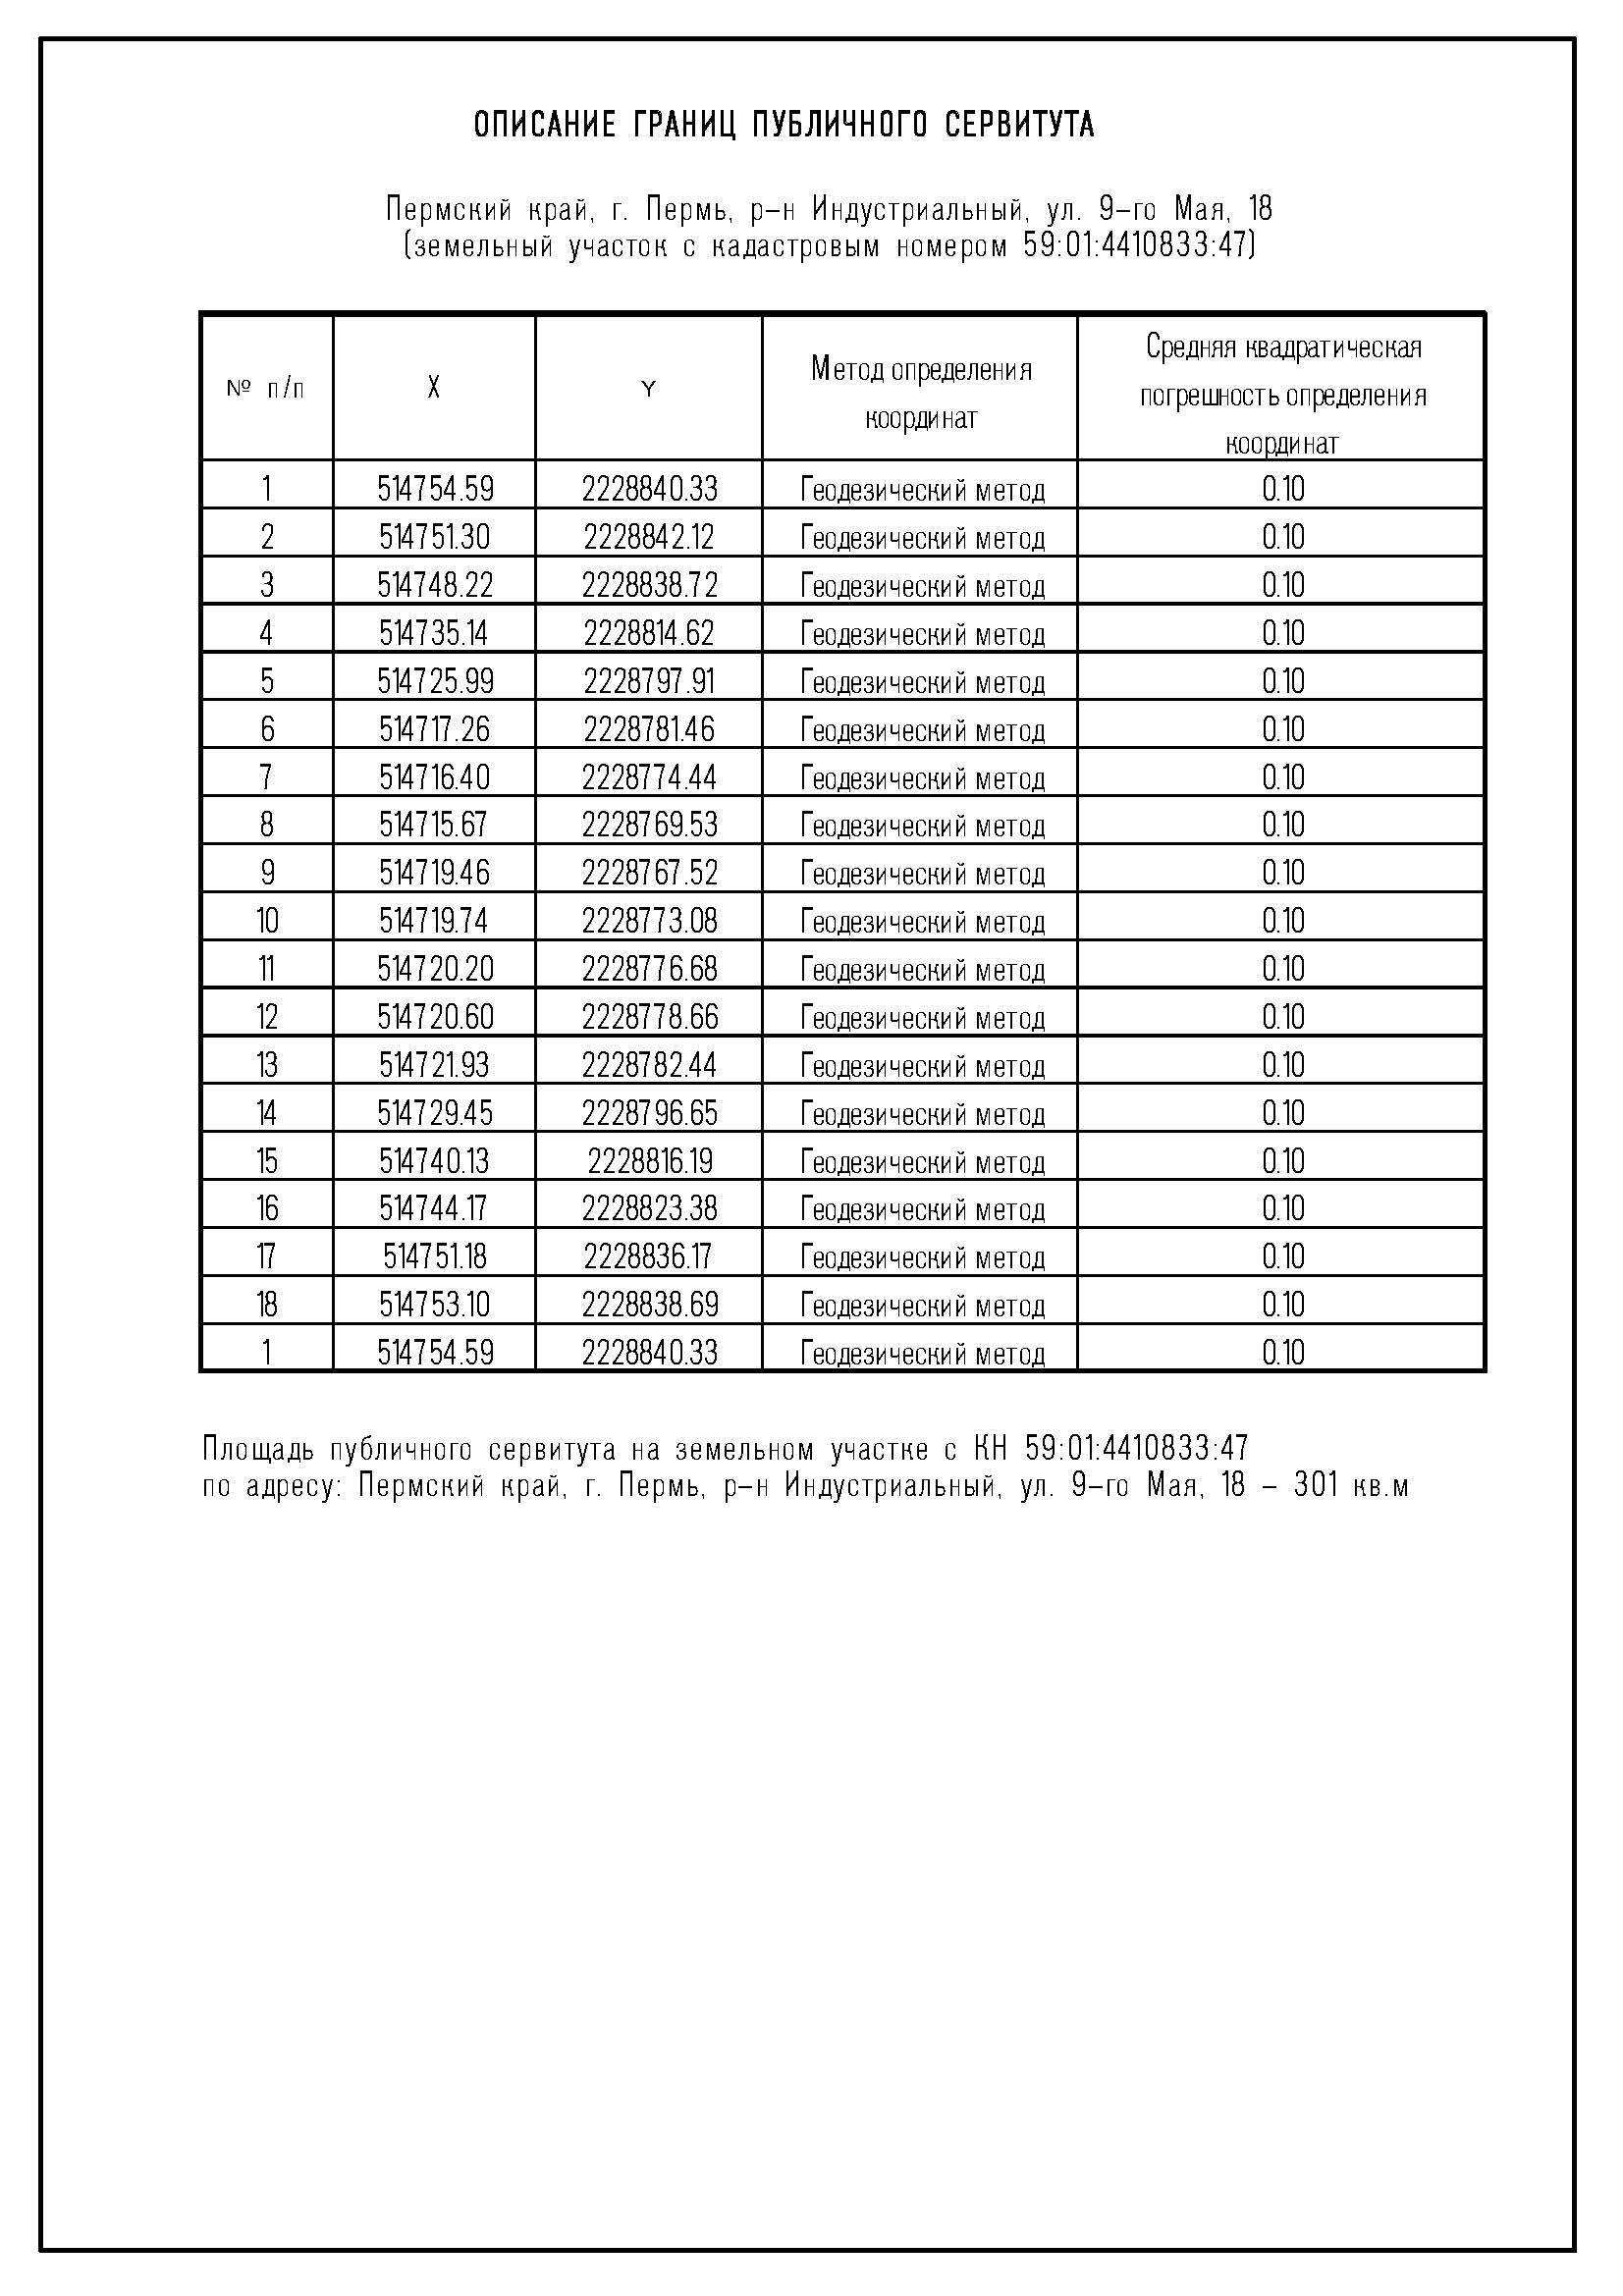 ОПИСАНИЕ ГРАНИЦ ПУБЛИЧНОГО СЕРВИТУТА
Пермский край, г. Пермь, р-н Индустриальный, ул. 9-го Мая, 18
(земельный участок с кадастровым номером 59:01:4410833:47)
№ п/п X Y Метод определения координат Средняя квадратическая погрешность определения координат
1 514754.59 2228840.33 Геодезический метод 0.10
2 514751.30 2228842.12 Геодезический метод 0.10
3 514748.22 2228838.72 Геодезический метод 0.10
4 514735.14 2228814.62 Геодезический метод 0.10
5 514725.99 2228797.91 Геодезический метод 0.10
6 514717.26 2228781.46 Геодезический метод 0.10
7 514716.40 2228774.44 Геодезический метод 0.10
8 514715.67 2228769.53 Геодезический метод 0.10
9 514719.46 2228767.52 Геодезический метод 0.10
10 514719.74 2228773.08 Геодезический метод 0.10
11 514720.20 2228776.68 Геодезический метод 0.10
12 514720.60 2228778.66 Геодезический метод 0.10
13 514721.93 2228782.44 Геодезический метод 0.10
14 514729.45 2228796.65 Геодезический метод 0.10
15 514740.13 2228816.19 Геодезический метод 0.10
16 514744.17 2228823.38 Геодезический метод 0.10
17 514751.18 2228836.17 Геодезический метод 0.10
18 514753.10 2228838.69 Геодезический метод 0.10
1 514754.59 2228840.33 Геодезический метод 0.10
Площадь публичного сервитута на земельном участке с КН 59:01:4410833:47
по адресу: Пермский край, г. Пермь, р-н Индустриальный, ул. 9-го Мая, 18 - 301 кв.м